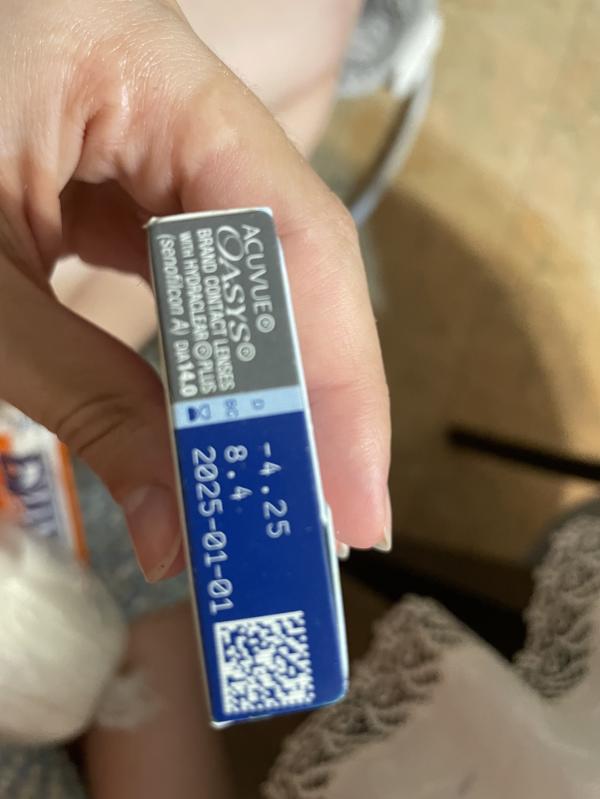 ACUVUE®
OASYS®
BRAND CONTACT LENSES
WITH HYDRACLEAR® PLUS
(senofilcon A) DIA 14.0
D -4.25
BC 8.4
2025-01-01